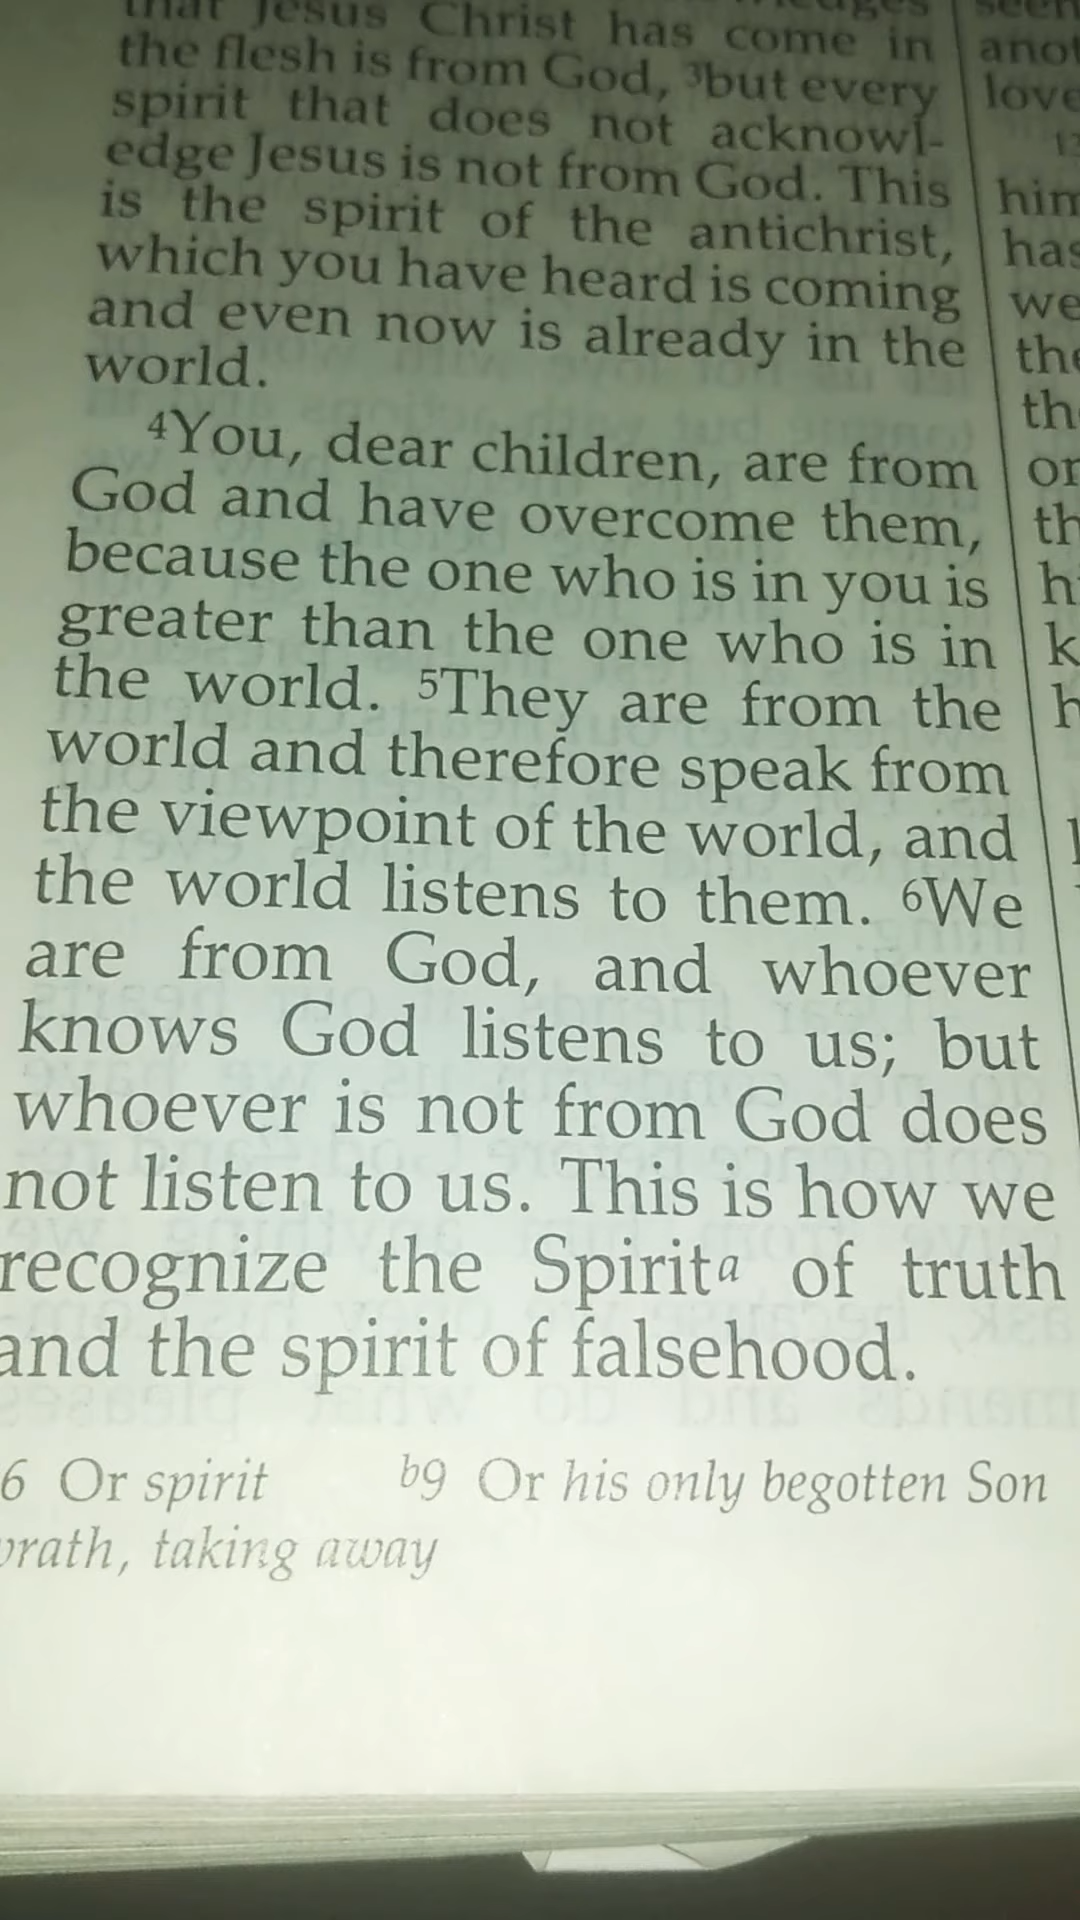 that Jesus Christ has come in
the flesh is from God, ³but every
spirit that does not acknowl-
edge Jesus is not from God. This
is the spirit of the antichrist,
which you have heard is coming
and even now is already in the
world.
⁴You, dear children, are from
God and have overcome them,
because the one who is in you is
greater than the one who is in
the world. ⁵They are from the
world and therefore speak from
the viewpoint of the world, and
the world listens to them. ⁶We
are from God, and whoever
knows God listens to us; but
whoever is not from God does
not listen to us. This is how we
recognize the Spiritᵃ of truth
and the spirit of falsehood.
6 Or spirit ᵇ9 Or his only begotten Son
taking away